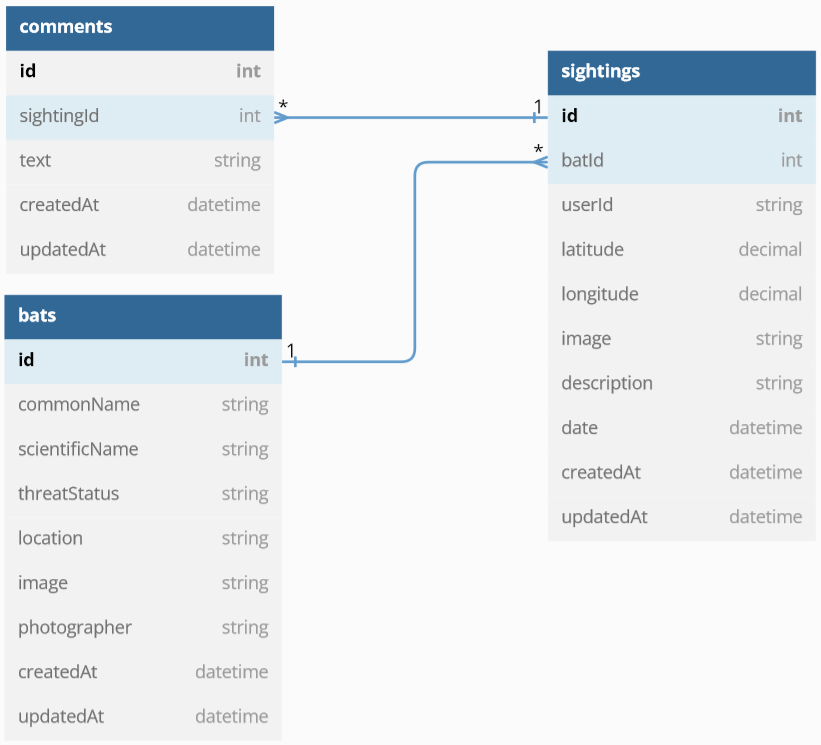 comments
id int
sightingId int
text string
createdAt datetime
updatedAt datetime
* 1
*
sightings
id int
batId int
userId string
latitude decimal
longitude decimal
image string
description string
date datetime
createdAt datetime
updatedAt datetime
bats
id int
1
commonName string
scientificName string
threatStatus string
location string
image string
photographer string
createdAt datetime
updatedAt datetime